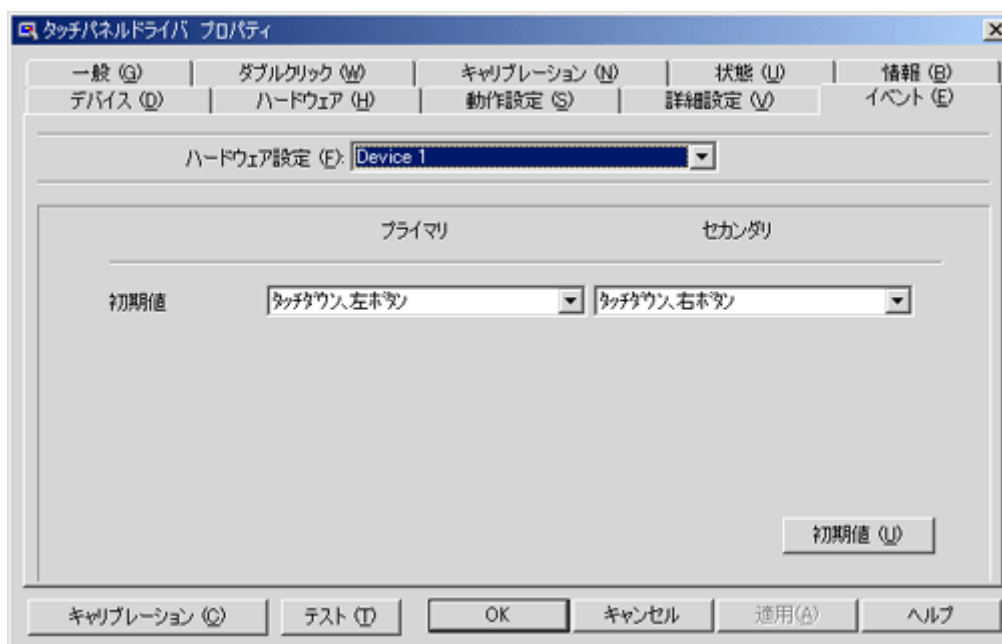 タッチパネルドライバ プロパティ
一般 (G) ダブルクリック (W) キャリブレーション (N) 状態 (U) 情報 (B)
デバイス (D) ハードウェア (H) 動作設定 (S) 詳細設定 (V) イベント (E)
ハードウェア設定 (F): Device 1
プライマリ セカンダリ
初期値 ﾀｯﾁﾀﾞｳﾝ､左ﾎﾞﾀﾝ ﾀｯﾁﾀﾞｳﾝ､右ﾎﾞﾀﾝ
初期値 (U)
キャリブレーション (C) テスト (T) OK キャンセル 適用(A) ヘルプ